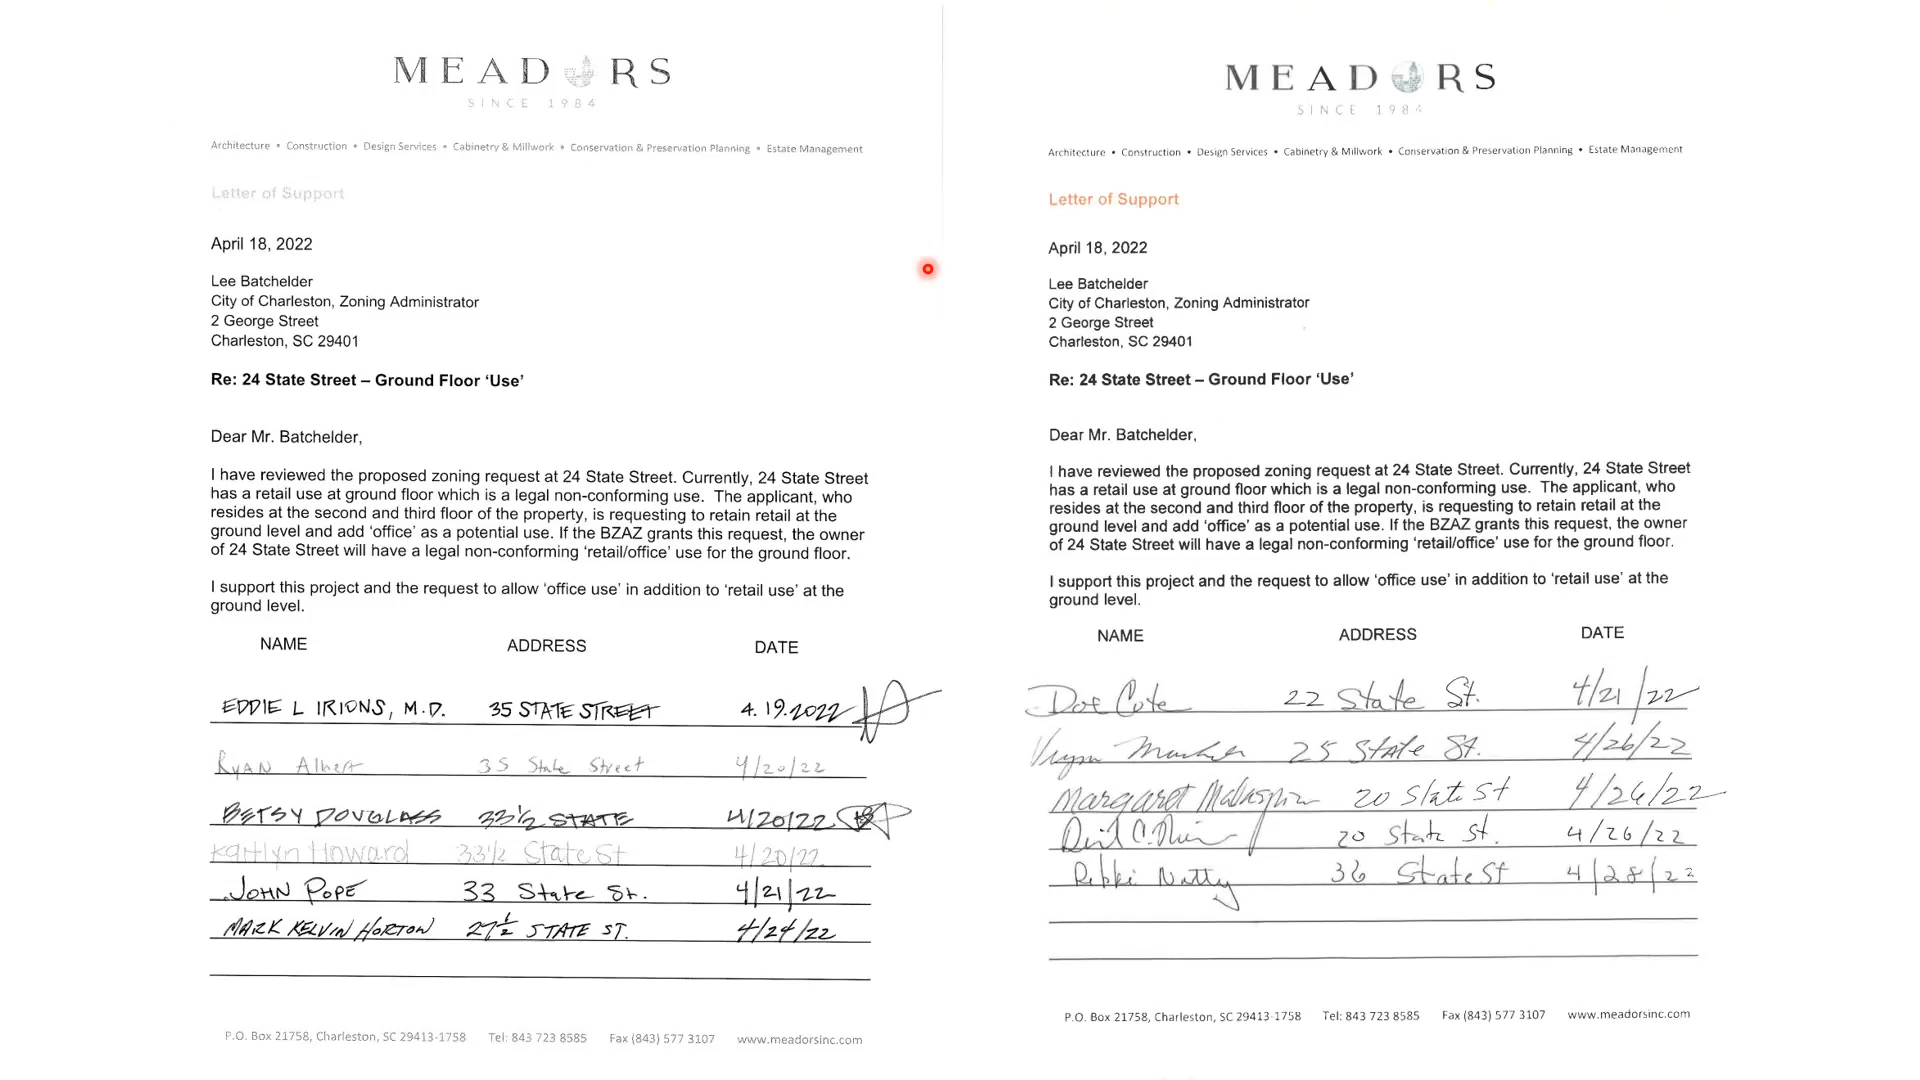 MEADORS
SINCE 1984
Architecture • Construction • Design Services • Cabinetry & Millwork • Conservation & Preservation Planning • Estate Management
Letter of Support
April 18, 2022
Lee Batchelder
City of Charleston, Zoning Administrator
2 George Street
Charleston, SC 29401
Re: 24 State Street – Ground Floor ‘Use’
Dear Mr. Batchelder,
I have reviewed the proposed zoning request at 24 State Street. Currently, 24 State Street
has a retail use at ground floor which is a legal non-conforming use. The applicant, who
resides at the second and third floor of the property, is requesting to retain retail at the
ground level and add ‘office’ as a potential use. If the BZAZ grants this request, the owner
of 24 State Street will have a legal non-conforming ‘retail/office’ use for the ground floor.
I support this project and the request to allow ‘office use’ in addition to ‘retail use’ at the
ground level.
NAME ADDRESS DATE
EDDIE L IRIONS, M.D. 35 STATE STREET 4.19.2022
Ryan Albert 35 State Street 4/20/22
BETSY DOUGLASS 33 1/2 STATE 4/20/22
Kaitlyn Howard 33 1/2 State St 4/20/22
JOHN POPE 33 State St. 4/21/22
MARK KELVIN HORTON 27 1/2 STATE ST. 4/24/22
P.O. Box 21758, Charleston, SC 29413-1758 Tel: 843 723 8585 Fax (843) 577 3107 www.meadorsinc.com
MEADORS
SINCE 1984
Architecture • Construction • Design Services • Cabinetry & Millwork • Conservation & Preservation Planning • Estate Management
Letter of Support
April 18, 2022
Lee Batchelder
City of Charleston, Zoning Administrator
2 George Street
Charleston, SC 29401
Re: 24 State Street – Ground Floor ‘Use’
Dear Mr. Batchelder,
I have reviewed the proposed zoning request at 24 State Street. Currently, 24 State Street
has a retail use at ground floor which is a legal non-conforming use. The applicant, who
resides at the second and third floor of the property, is requesting to retain retail at the
ground level and add ‘office’ as a potential use. If the BZAZ grants this request, the owner
of 24 State Street will have a legal non-conforming ‘retail/office’ use for the ground floor.
I support this project and the request to allow ‘office use’ in addition to ‘retail use’ at the
ground level.
NAME ADDRESS DATE
Dot Cote 22 State St. 4/21/22
25 State St. 4/26/22
Margaret 20 State St 4/26/22
20 State St. 4/26/22
36 State St 4/28/22
P.O. Box 21758, Charleston, SC 29413-1758 Tel: 843 723 8585 Fax (843) 577 3107 www.meadorsinc.com